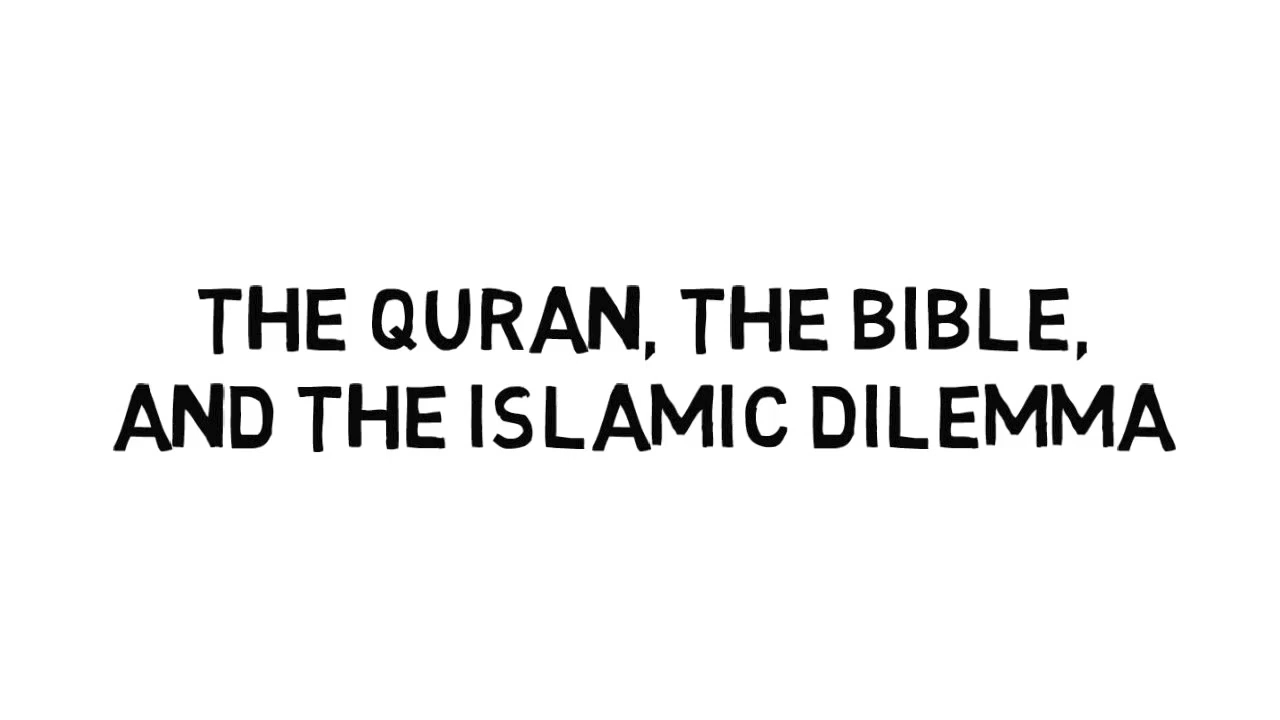 THE QURAN, THE BIBLE,
AND THE ISLAMIC DILEMMA